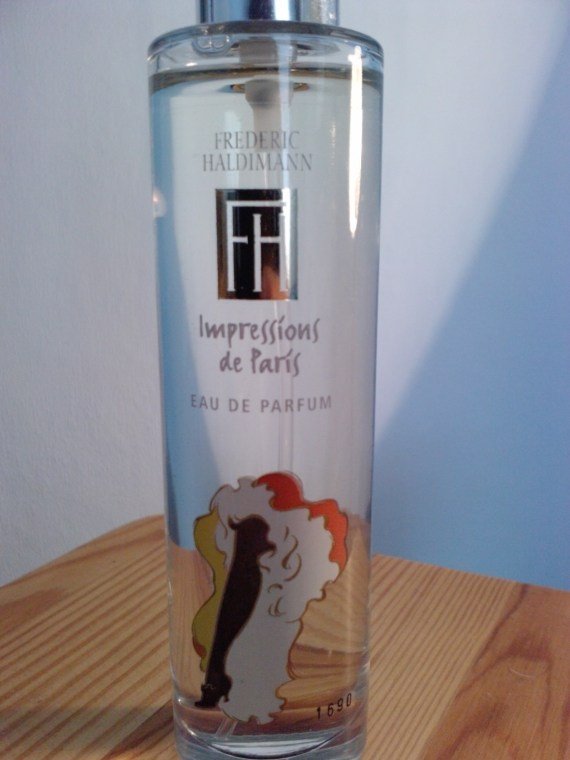 FREDERIC
HALDIMANN
FH
Impressions
de Paris
EAU DE PARFUM
1690